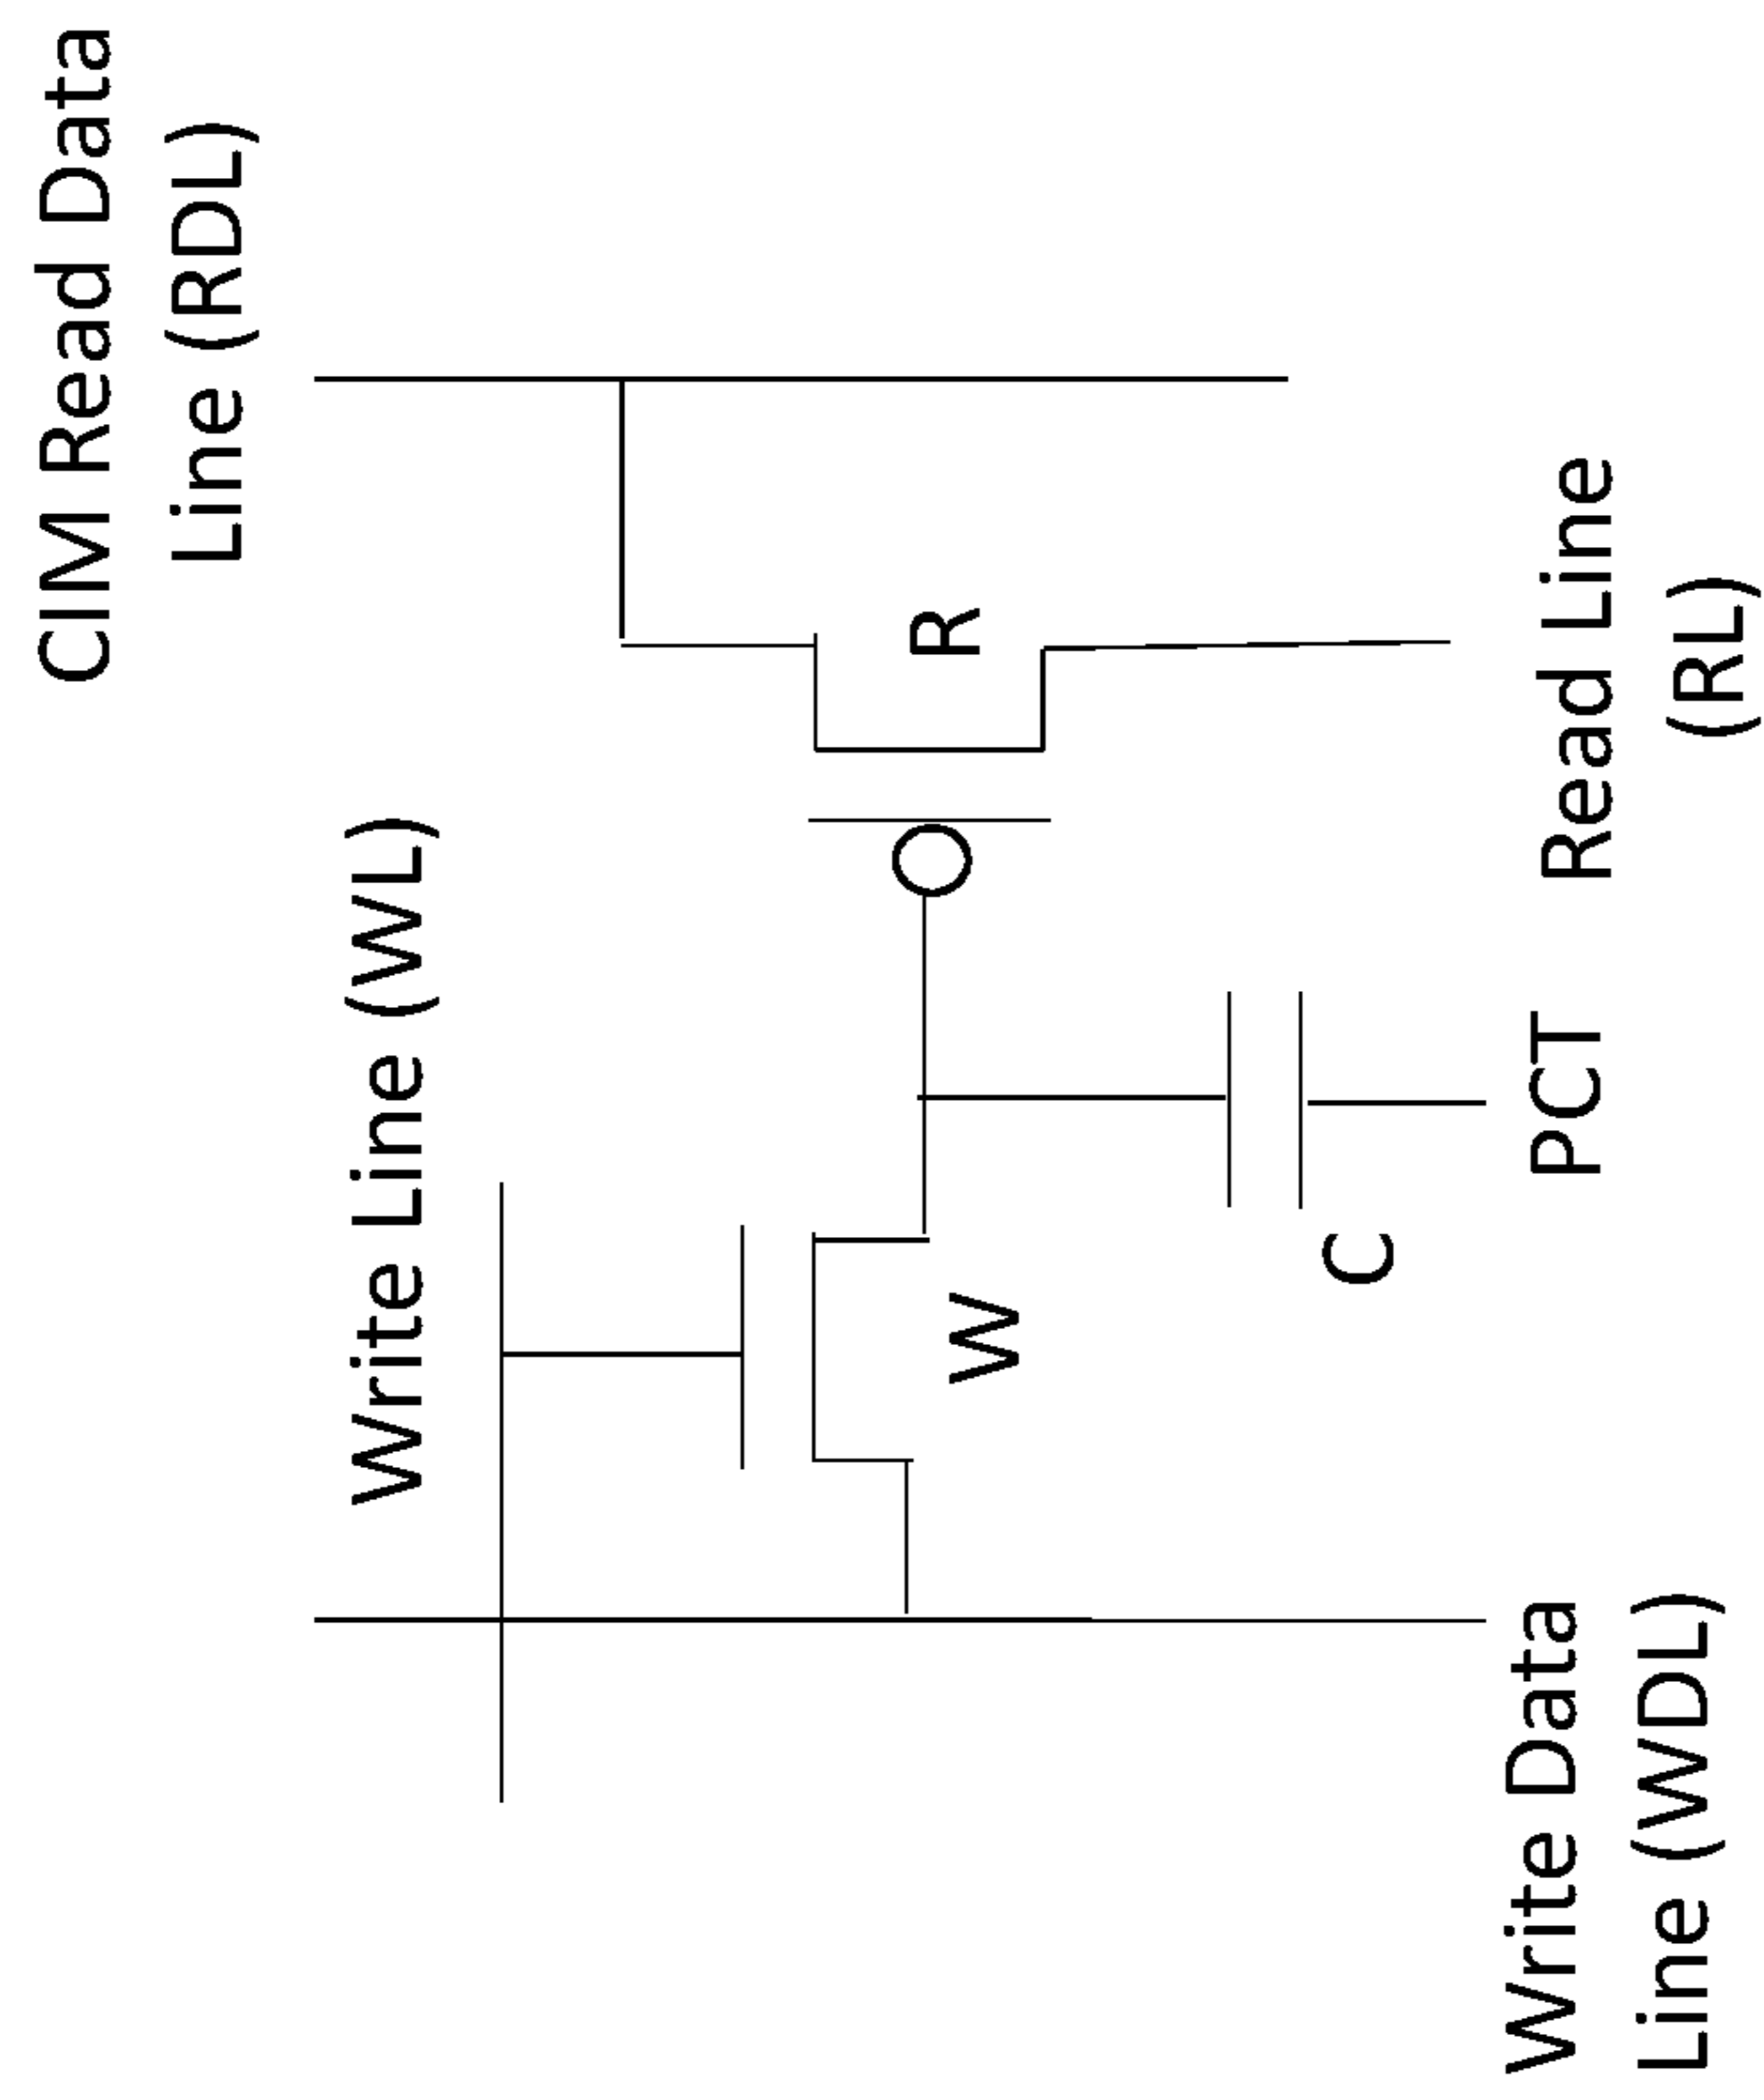 CIM Read Data
Line (RDL)
Write Line (WL)
R
W
C
PCT
Read Line
(RL)
Write Data
Line (WDL)